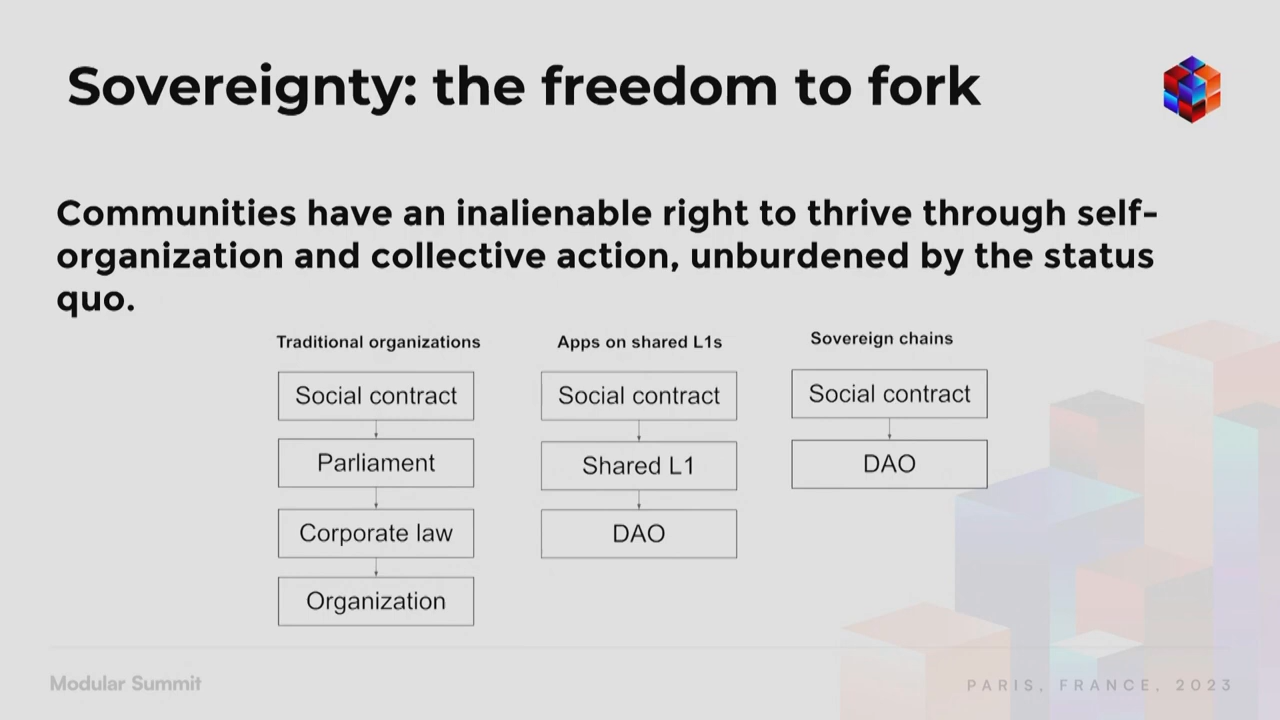 Sovereignty: the freedom to fork
Communities have an inalienable right to thrive through self-
organization and collective action, unburdened by the status
quo.
Traditional organizations
Social contract
Parliament
Corporate law
Organization
Apps on shared L1s
Social contract
Shared L1
DAO
Sovereign chains
Social contract
DAO
Modular Summit
PARIS, FRANCE, 2023